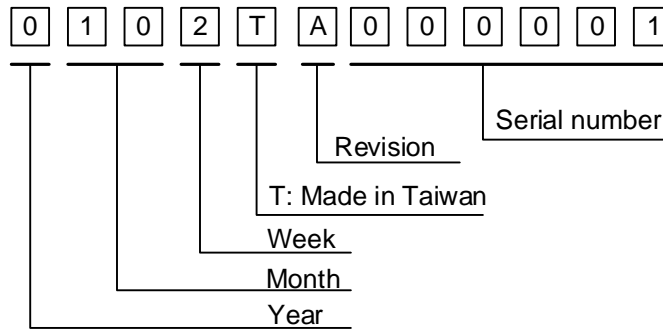 0 1 0 2 T A 0 0 0 0 0 1
Serial number
Revision
T: Made in Taiwan
Week
Month
Year